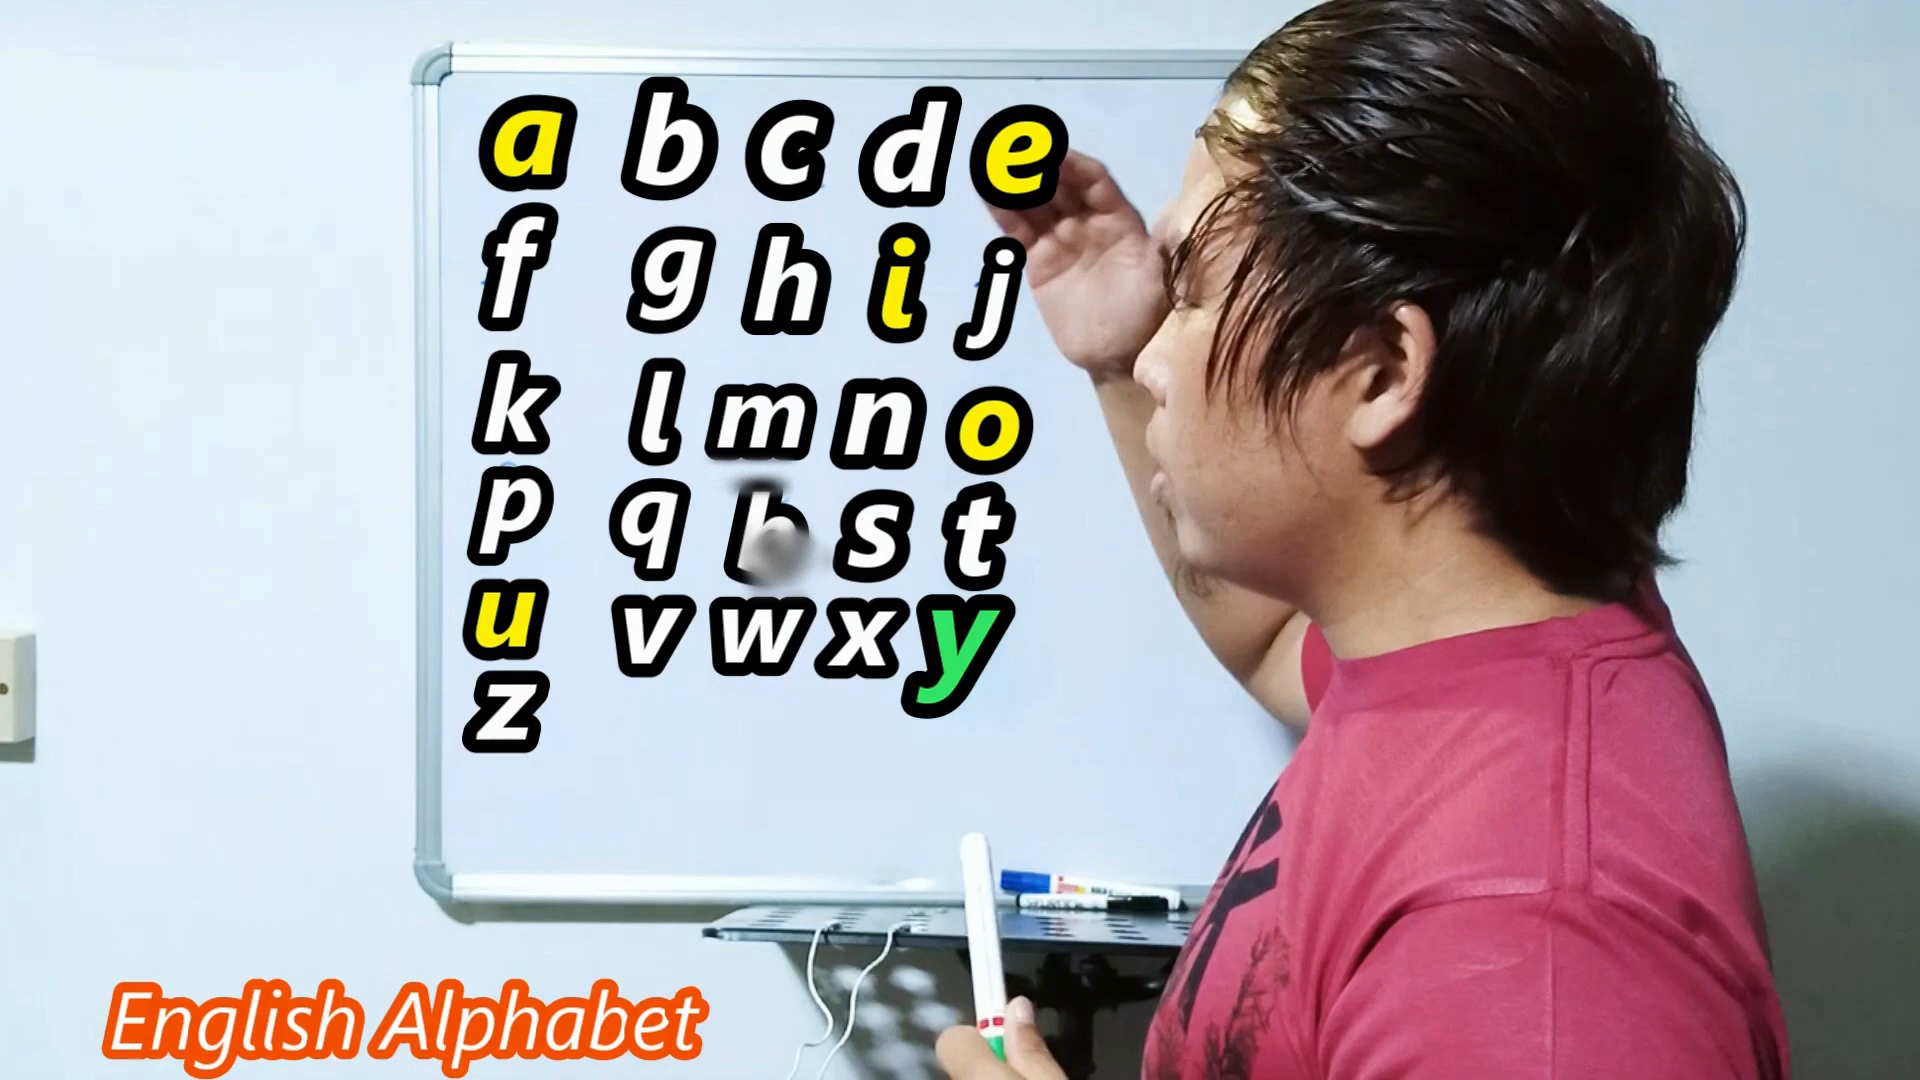 a b c d e
f g h i j
k l m n o
p q s t
u v w x y
z
English Alphabet